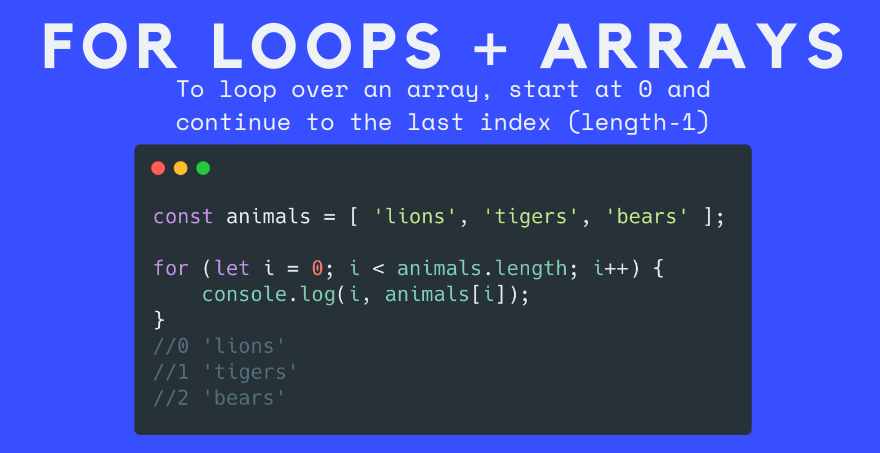 FOR LOOPS + ARRAYS
To loop over an array, start at 0 and
continue to the last index (length-1)
const animals = [ 'lions', 'tigers', 'bears' ];
for (let i = 0; i < animals.length; i++) {
    console.log(i, animals[i]);
}
//0 'lions'
//1 'tigers'
//2 'bears'